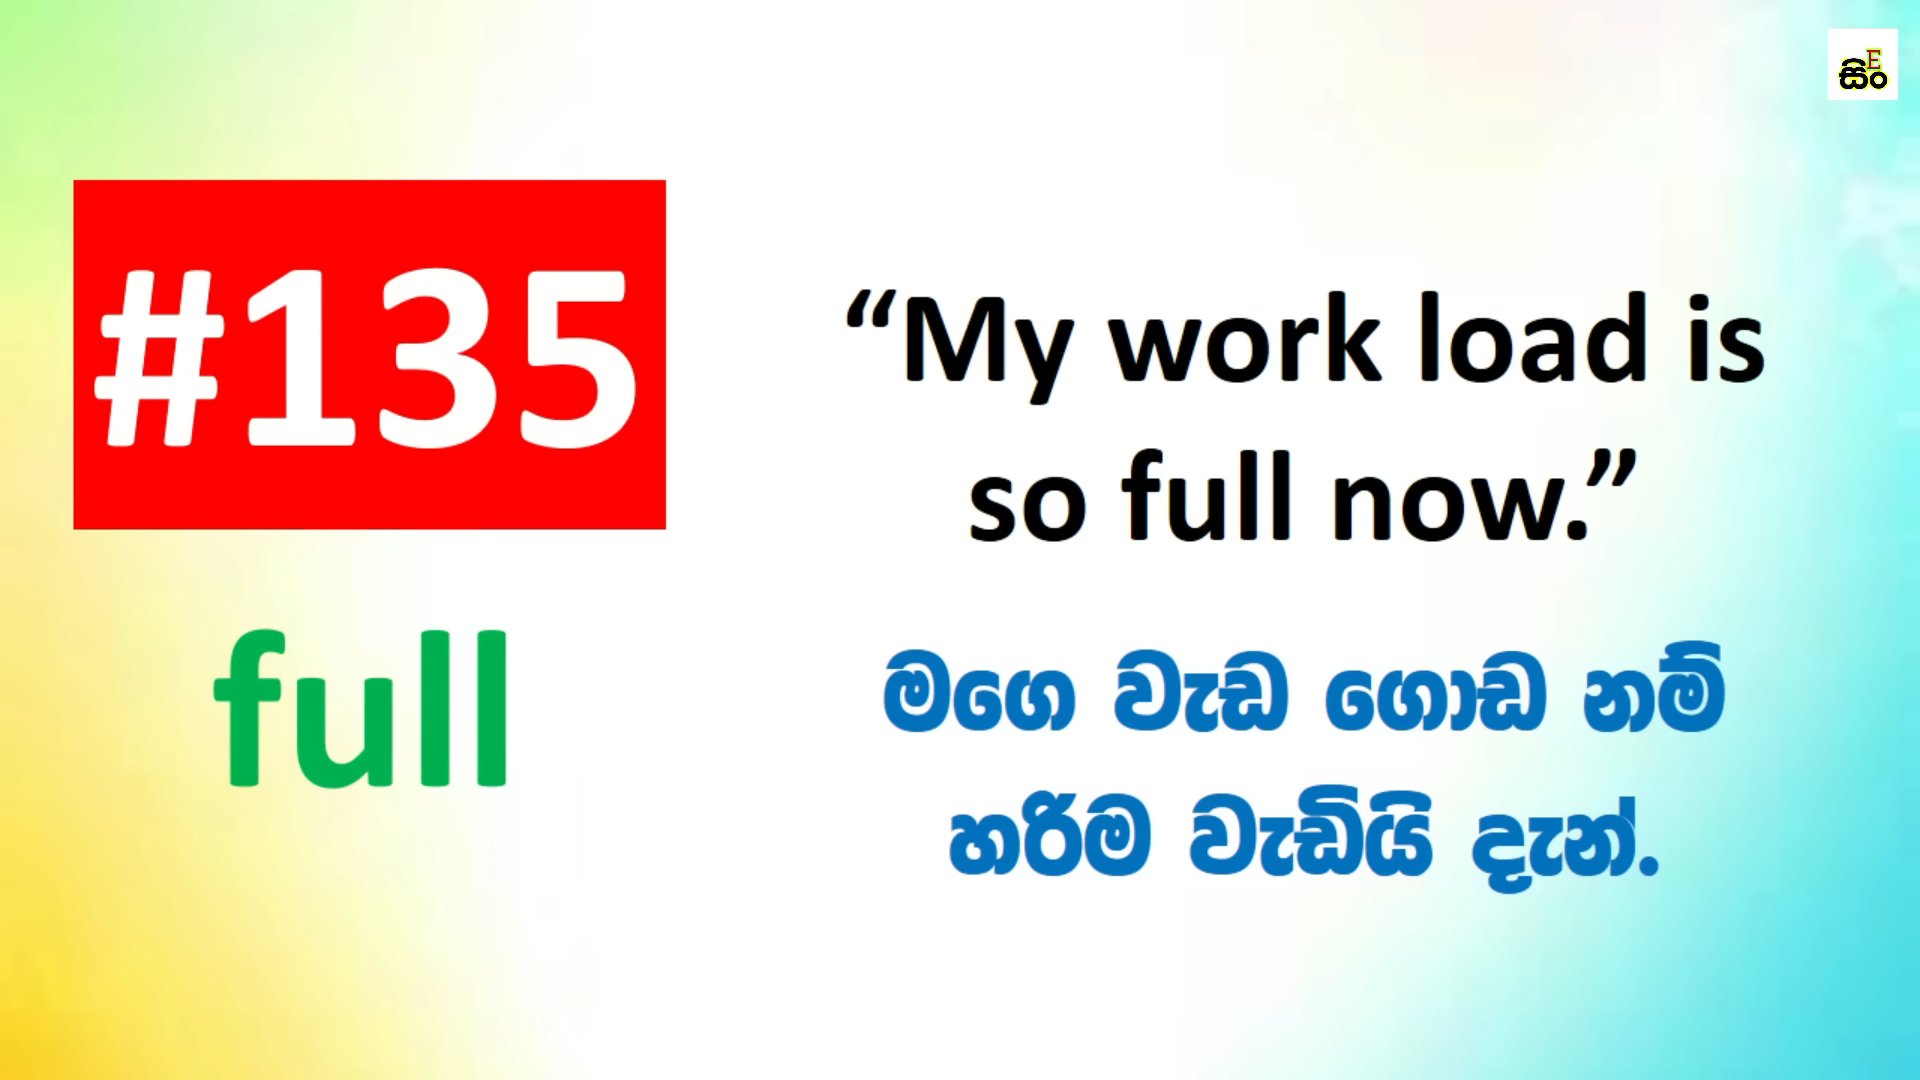 සිංE
#135
full
“My work load is
so full now.”
මගෙ වැඩ ගොඩ නම්
හරිම වැඩියි දැන්.